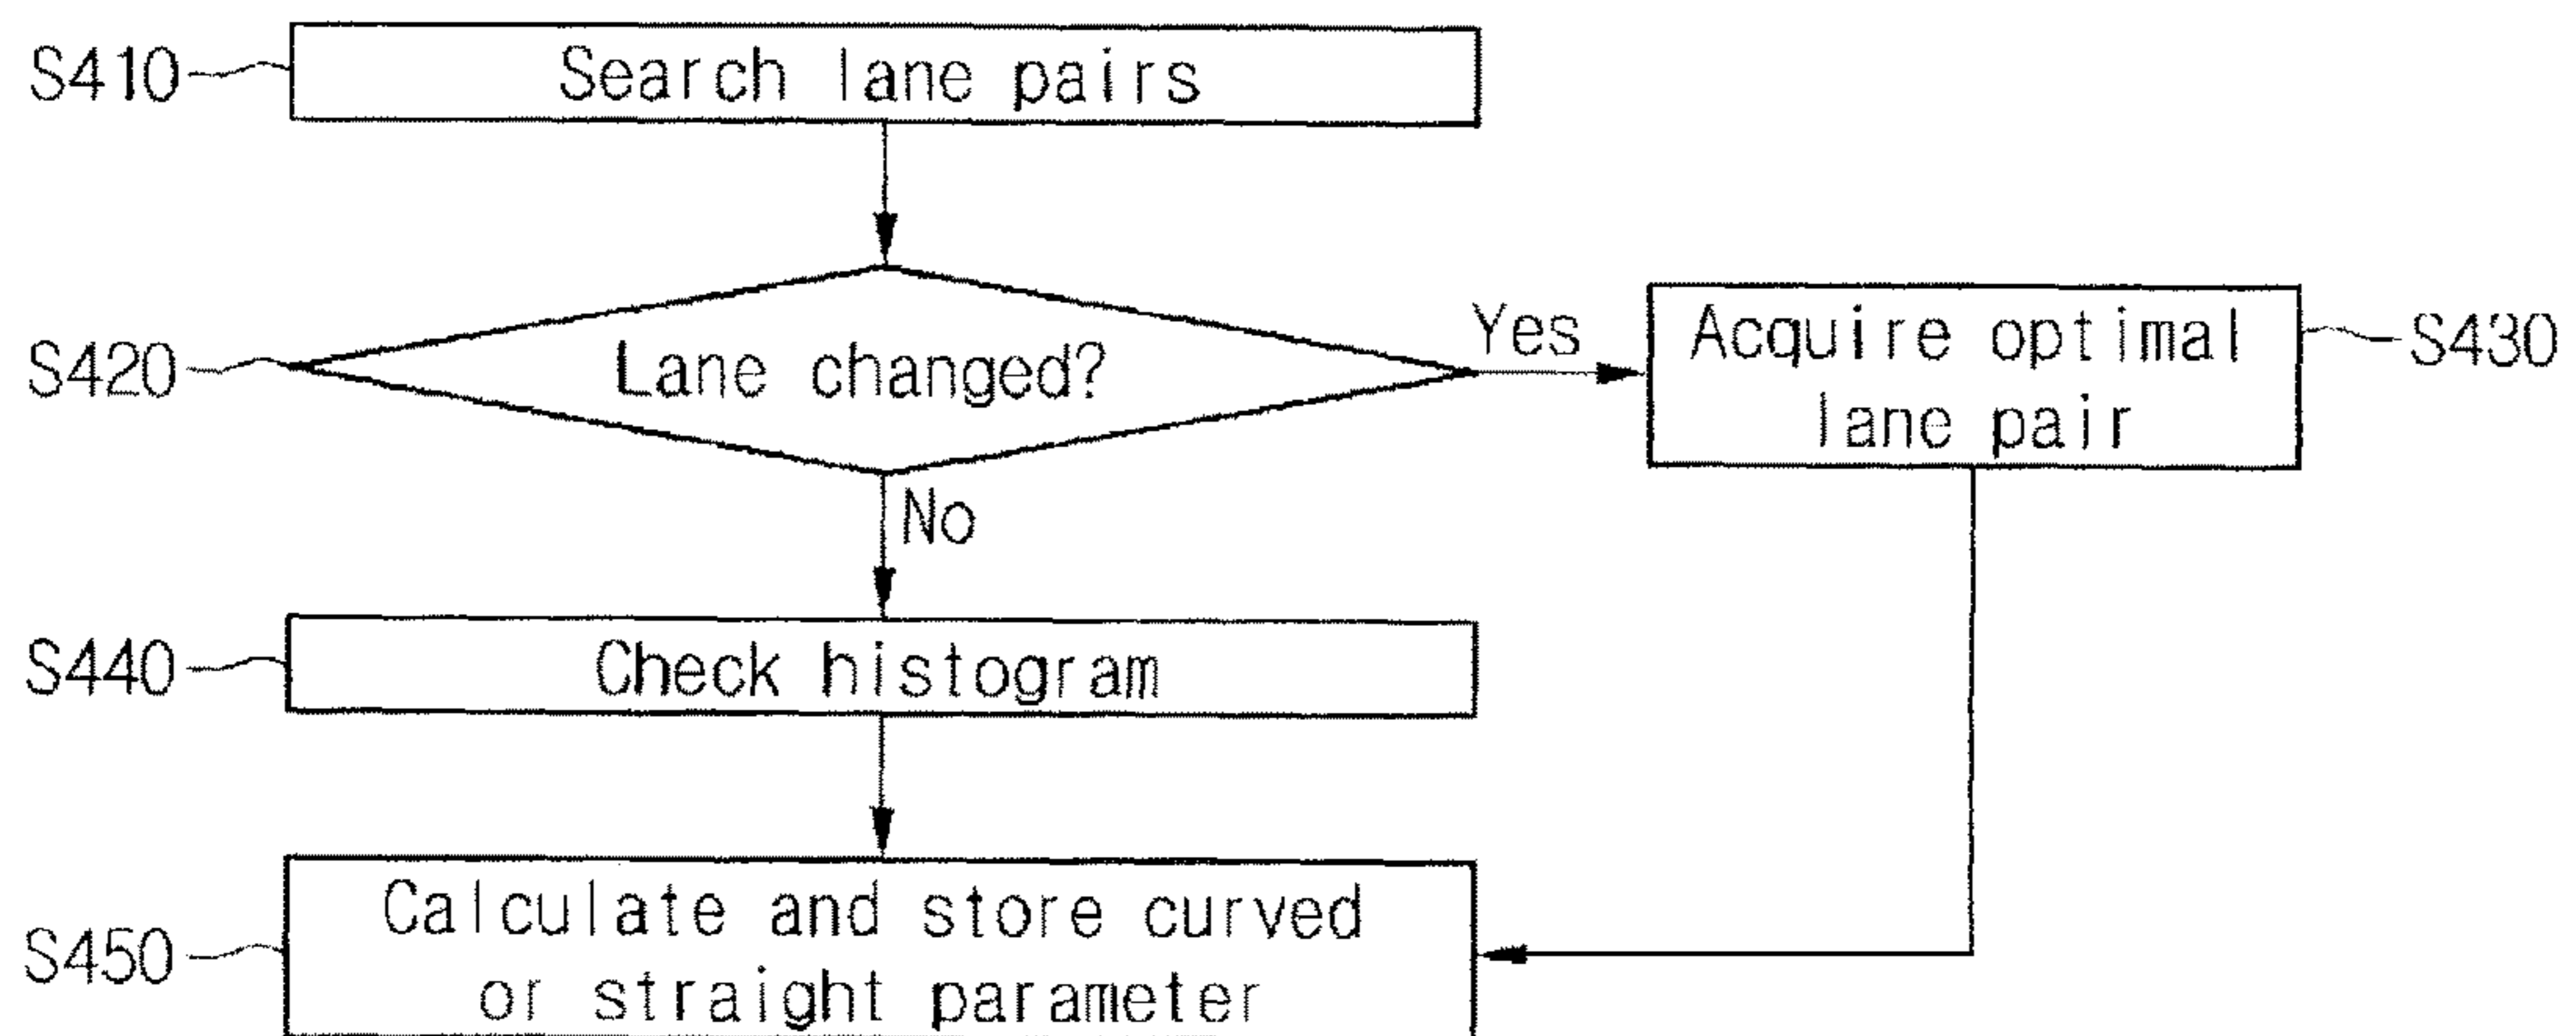 S410
Search lane pairs
S420
Lane changed?
Yes
Acquire optimal
lane pair
S430
No
S440
Check histogram
S450
Calculate and store curved
or straight parameter